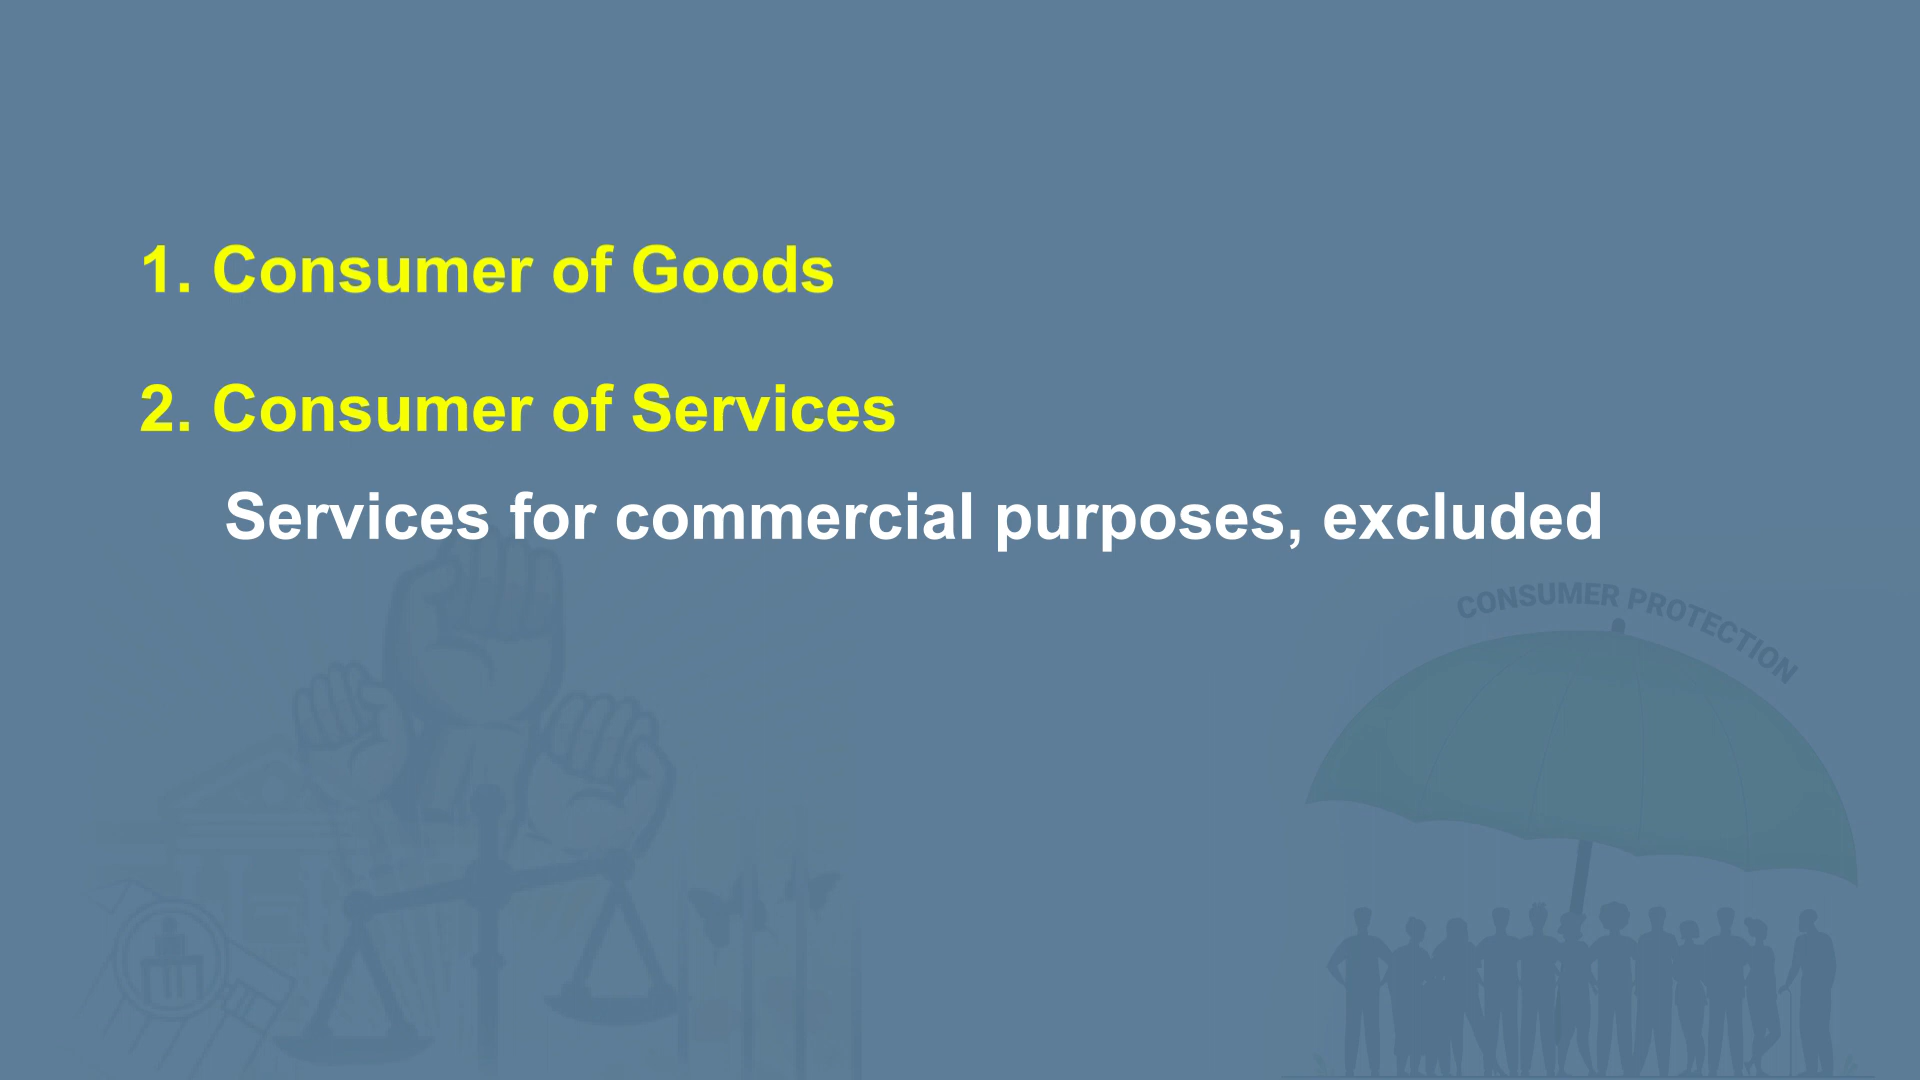 1. Consumer of Goods
2. Consumer of Services
Services for commercial purposes, excluded
CONSUMER PROTECTION